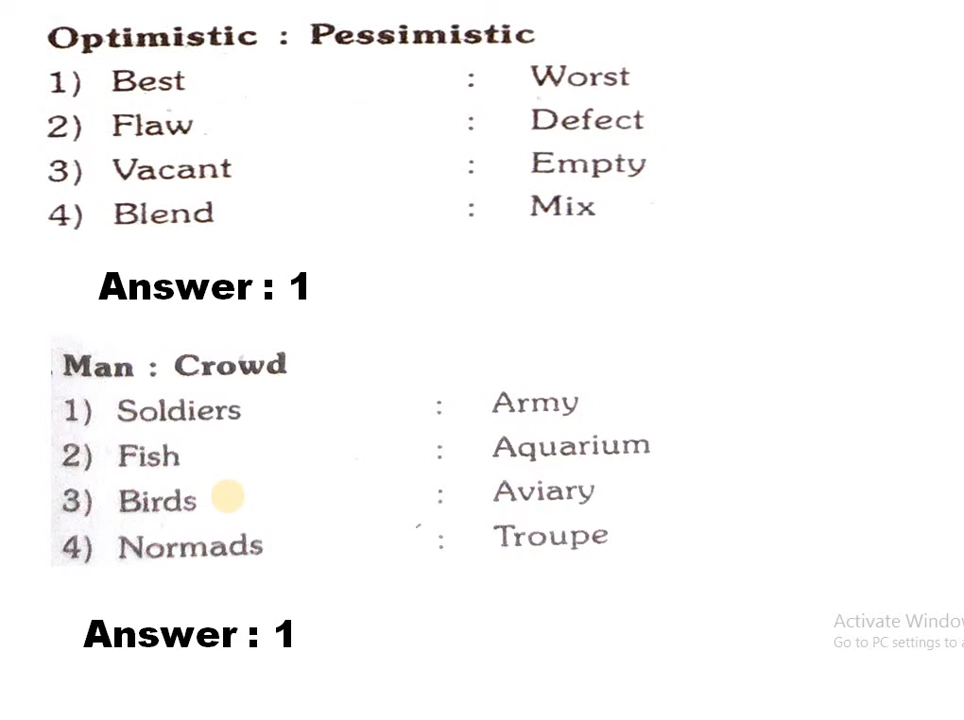 Optimistic : Pessimistic
1) Best : Worst
2) Flaw : Defect
3) Vacant : Empty
4) Blend : Mix
Answer : 1
Man : Crowd
1) Soldiers : Army
2) Fish : Aquarium
3) Birds : Aviary
4) Normads : Troupe
Answer : 1
Activate Windo
Go to PC settings to a